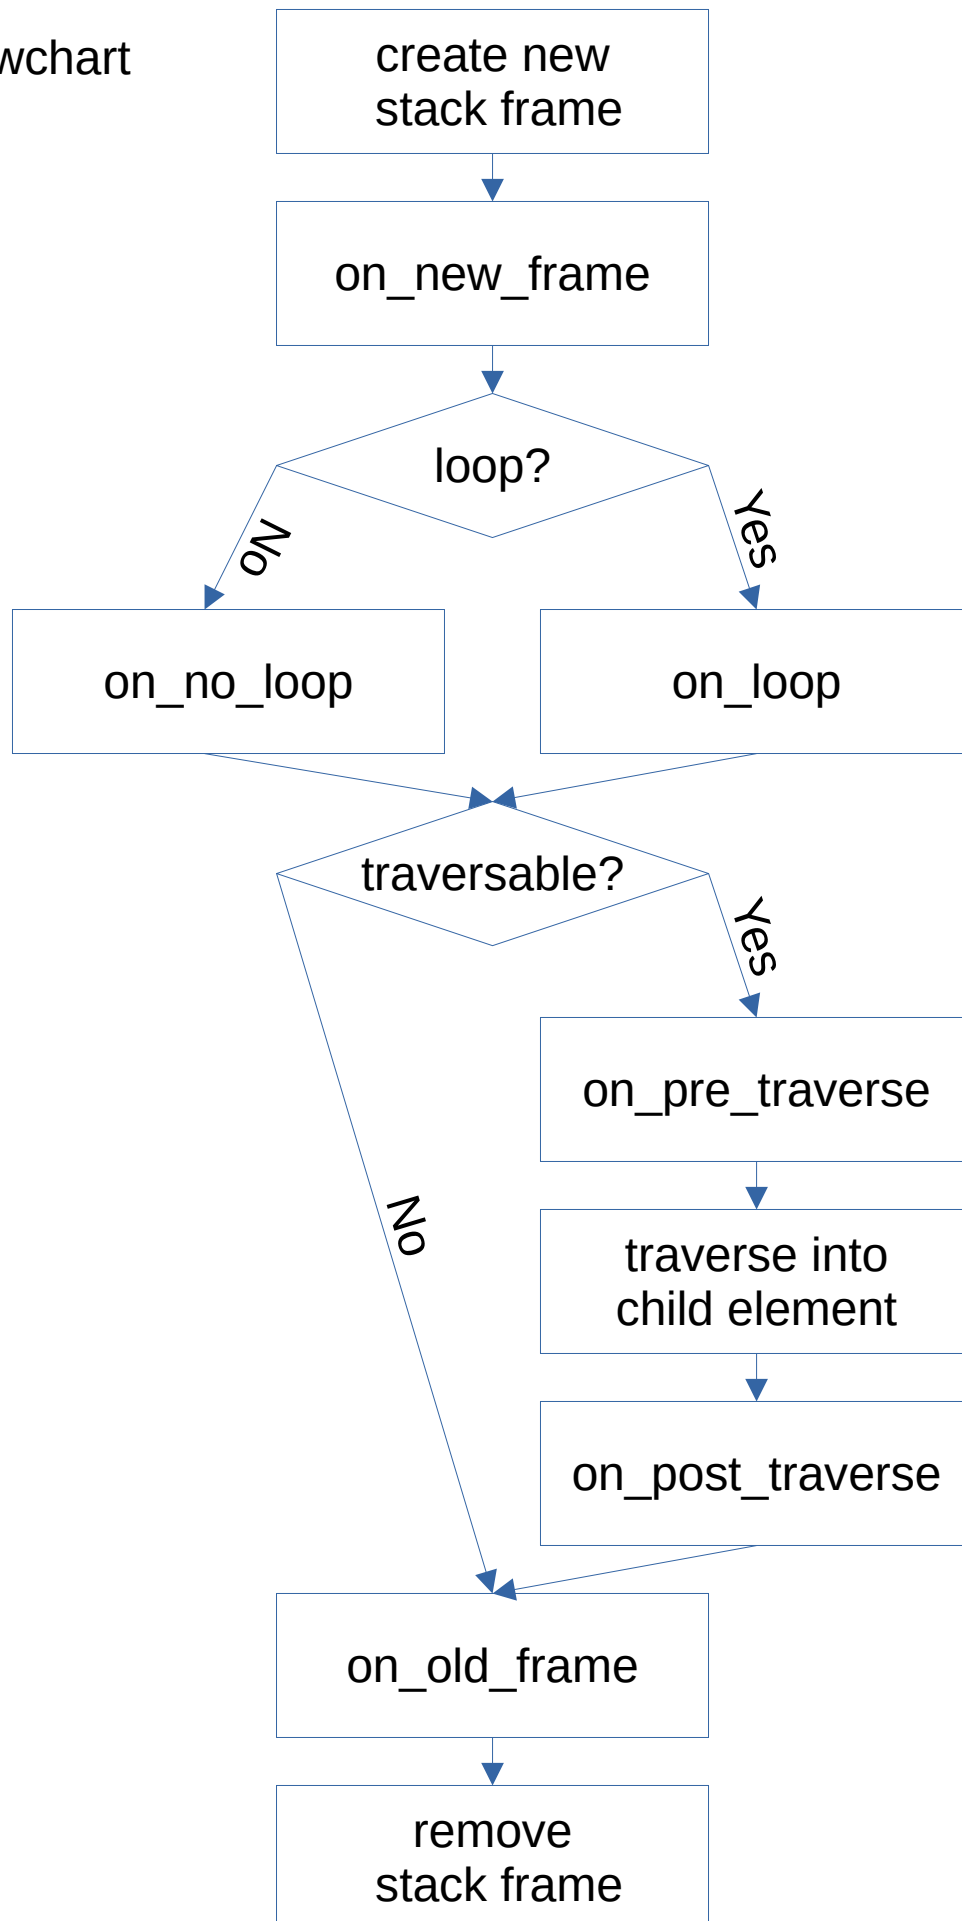 wchart
create new
stack frame
on_new_frame
loop?
No
Yes
on_no_loop
on_loop
traversable?
Yes
on_pre_traverse
No
traverse into
child element
on_post_traverse
on_old_frame
remove
stack frame